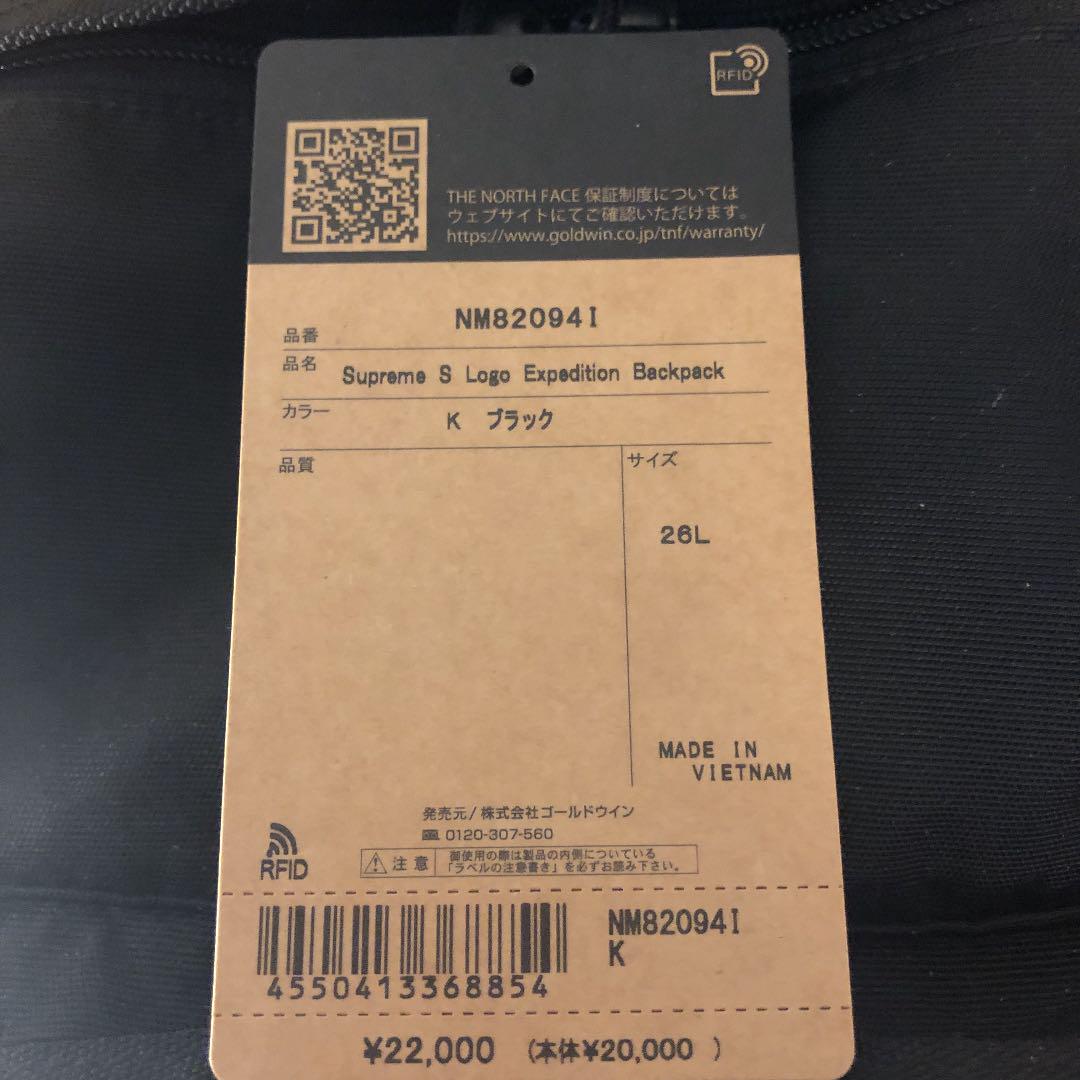 RFID
THE NORTH FACE 保証制度については
ウェブサイトにてご確認いただけます。
https://www.goldwin.co.jp/tnf/warranty/
品番 NM82094I
品名 Supreme S Logo Expedition Backpack
カラー K ブラック
品質
サイズ
26L
MADE IN
VIETNAM
発売元/株式会社ゴールドウイン
0120-307-560
RFID
注意
御使用の際は製品の内側についている
「ラベルの注意書き」を必ずお読み下さい。
NM82094I
K
4550413368854
¥22,000 (本体¥20,000 )